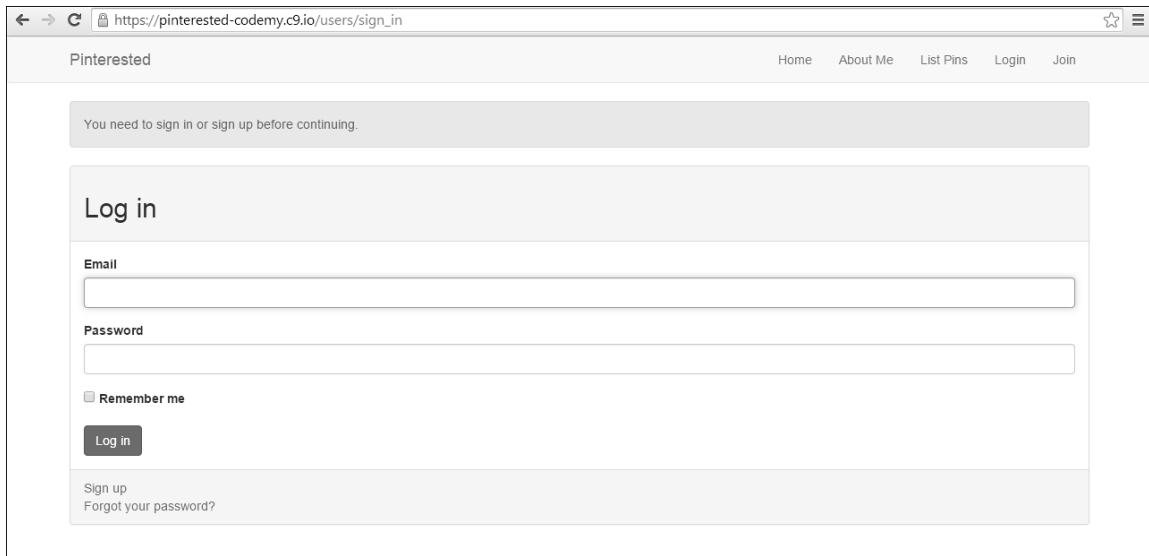 https://pinterested-codemy.c9.io/users/sign_in
Pinterested Home About Me List Pins Login Join
You need to sign in or sign up before continuing.
Log in
Email
Password
Remember me
Log in
Sign up
Forgot your password?